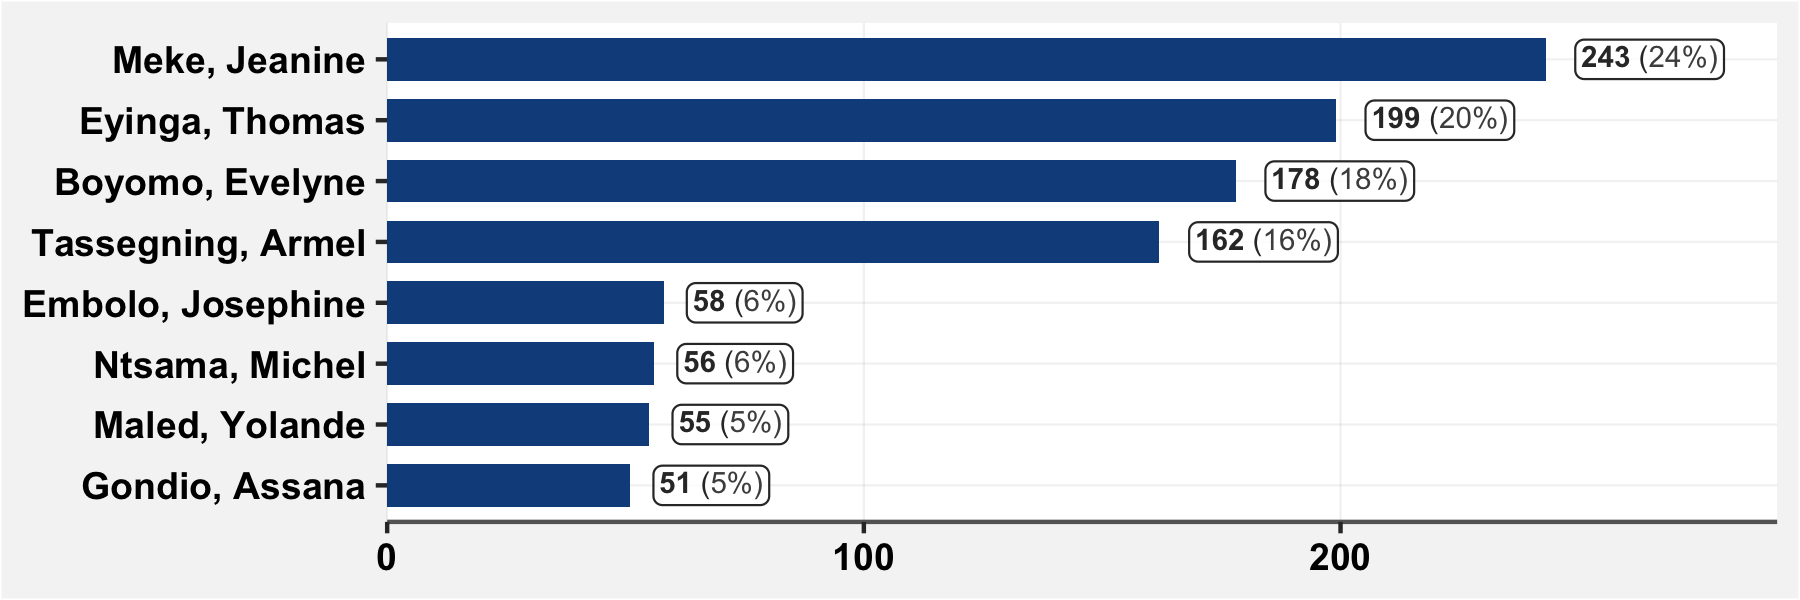 Meke, Jeanine 243 (24%)
Eyinga, Thomas 199 (20%)
Boyomo, Evelyne 178 (18%)
Tassegning, Armel 162 (16%)
Embolo, Josephine 58 (6%)
Ntsama, Michel 56 (6%)
Maled, Yolande 55 (5%)
Gondio, Assana 51 (5%)
0 100 200